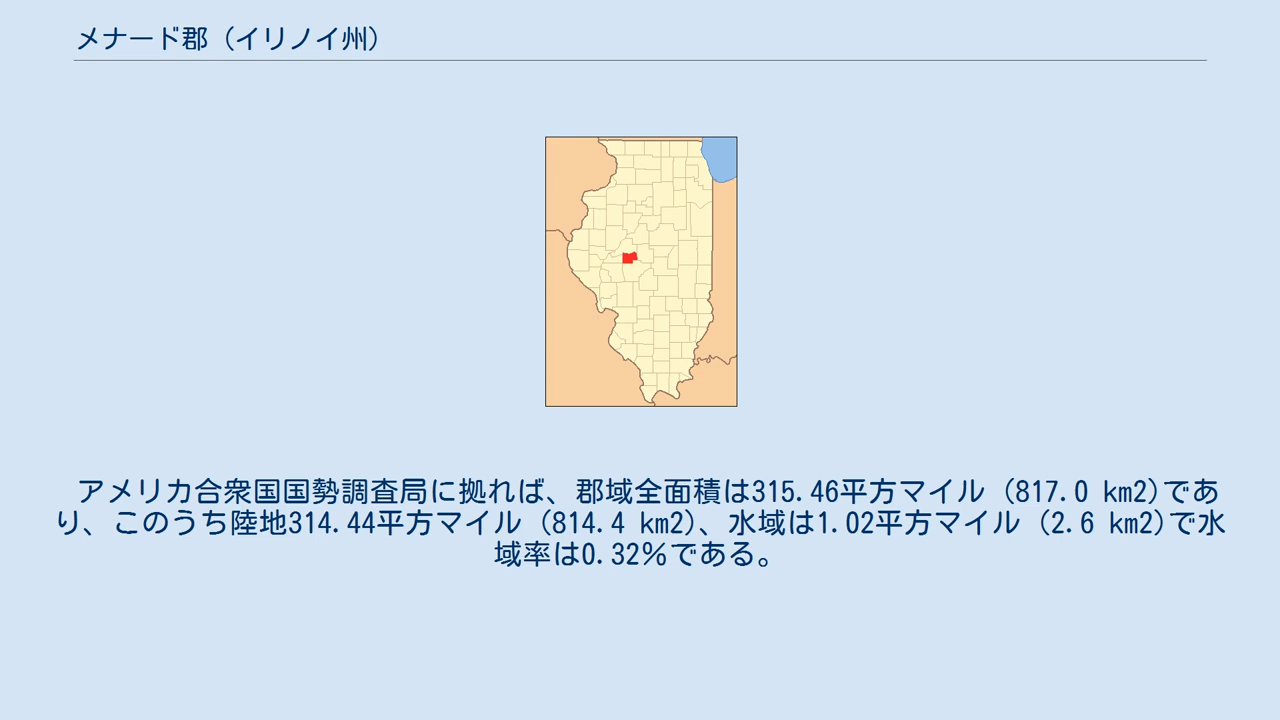 メナード郡（イリノイ州）
アメリカ合衆国国勢調査局に拠れば、郡域全面積は315.46平方マイル (817.0 km2)であ
り、このうち陸地314.44平方マイル (814.4 km2)、水域は1.02平方マイル (2.6 km2)で水
域率は0.32%である。